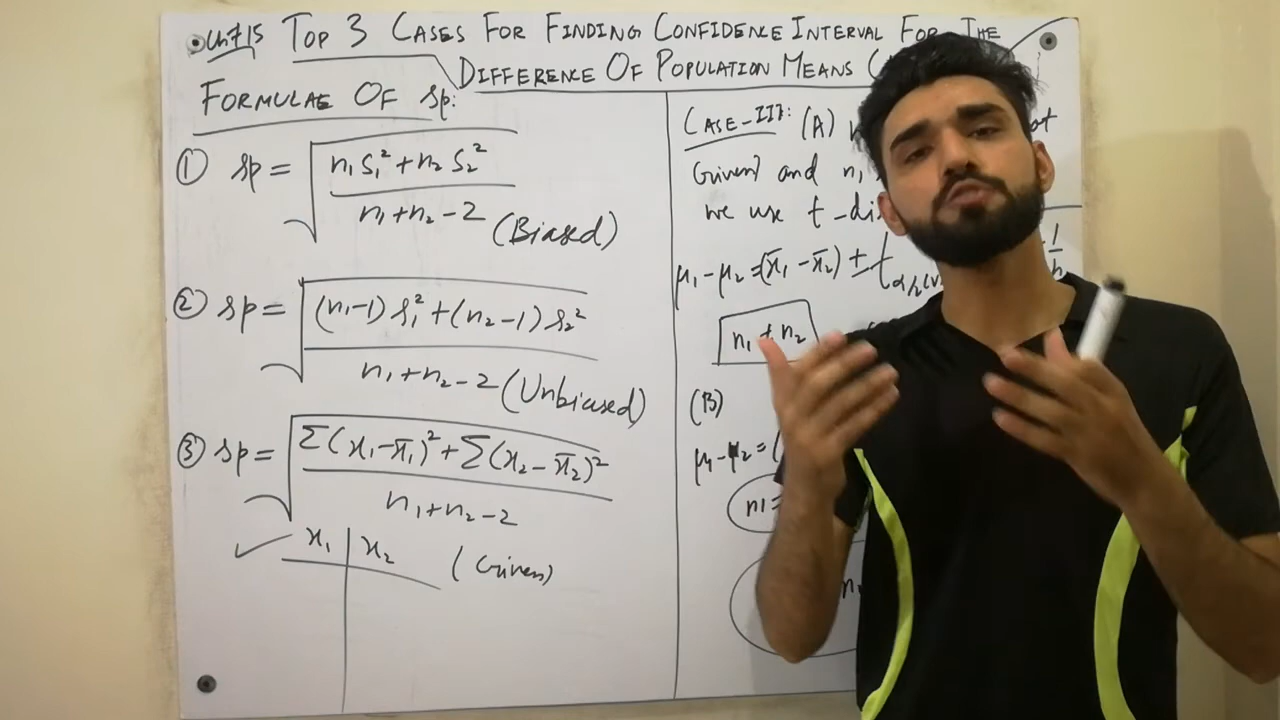 Ch#15 TOP 3 CASES FOR FINDING CONFIDENCE INTERVAL FOR THE
DIFFERENCE OF POPULATION MEANS (
FORMULAE OF sp:
① sp = √(n₁S₁² + n₂S₂² / n₁+n₂-2) (Biased)
② sp = √((n₁-1)s₁² + (n₂-1)s₂² / n₁+n₂-2) (Unbiased)
③ sp = √(Σ(x₁-x̄₁)² + Σ(x₂-x̄₂)² / n₁+n₂-2)
x₁ | x₂ (Given)
CASE-III: (A)
Given) and n₁
we use t-dis
μ₁-μ₂ = (x̄₁-x̄₂) ± t
n₁ ≠ n₂
(B)
μ₁-μ₂ = (
n1 =